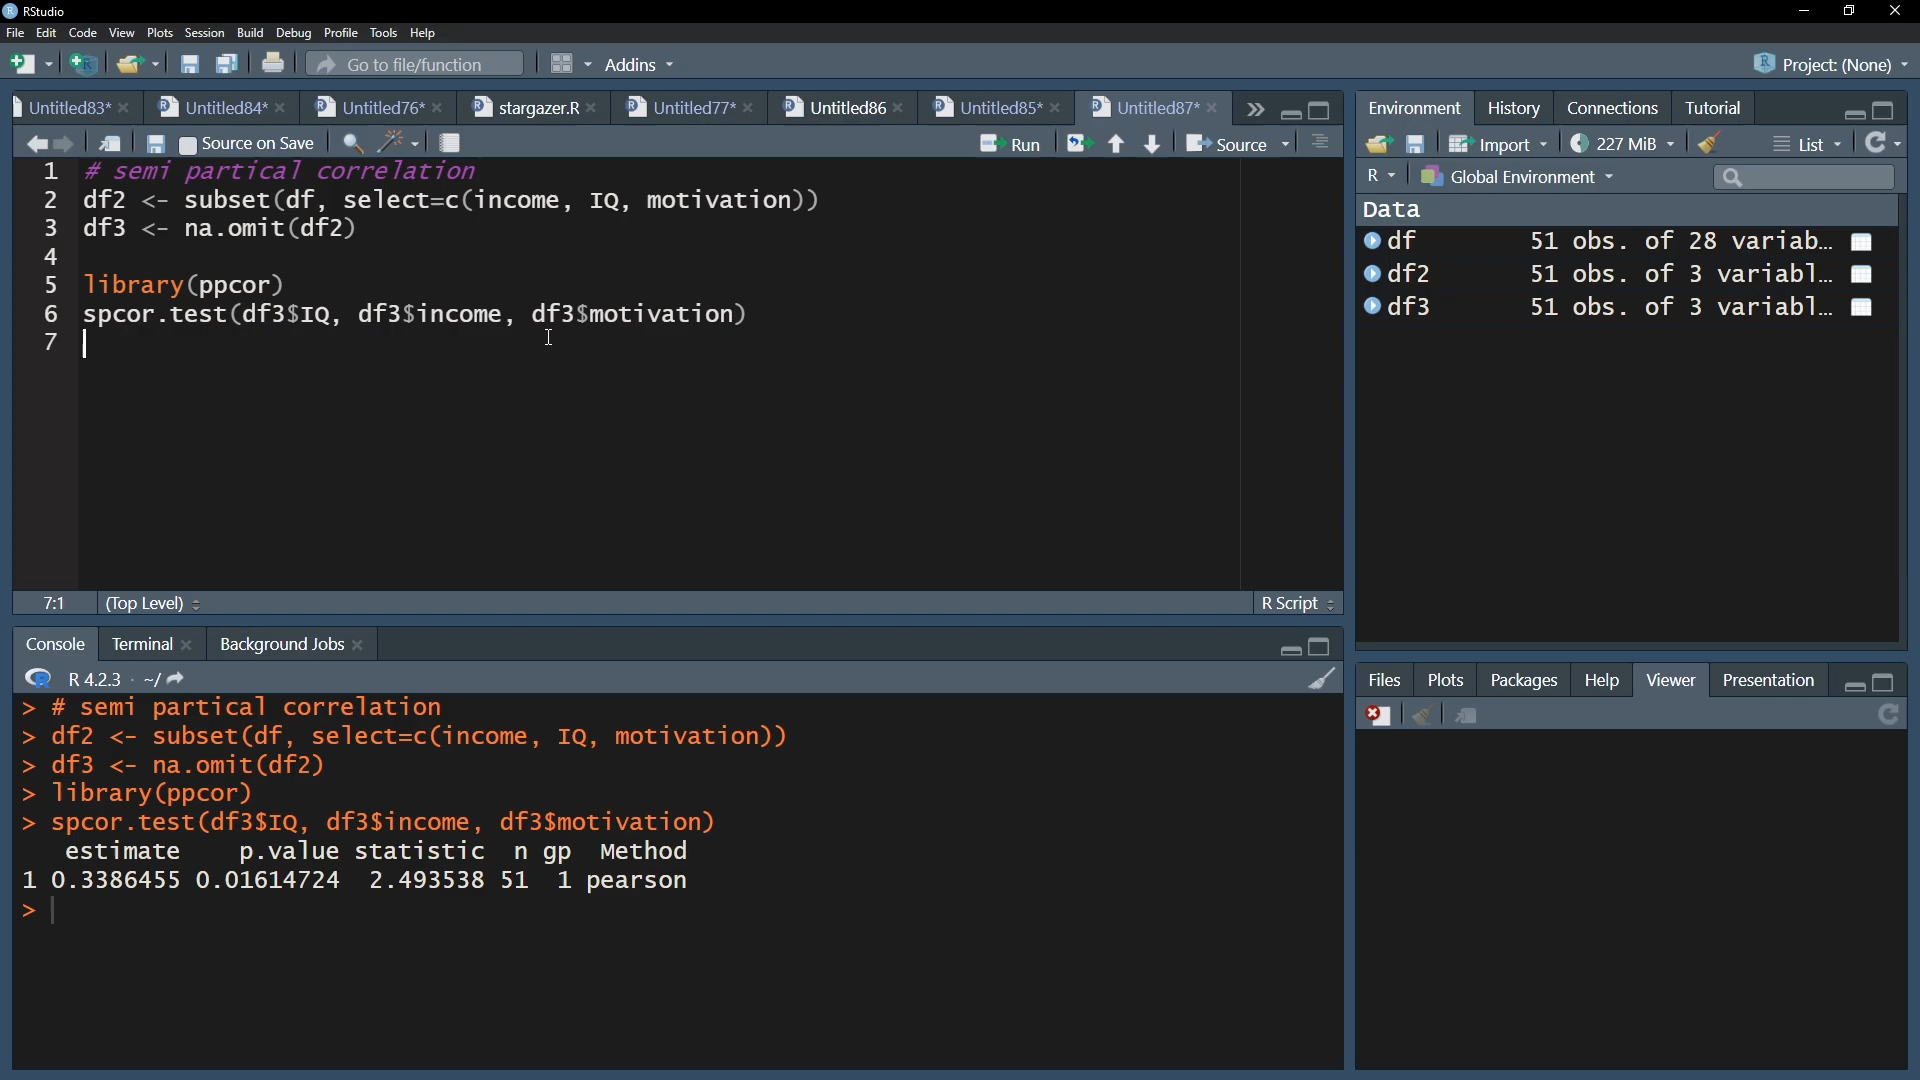 RStudio
File Edit Code View Plots Session Build Debug Profile Tools Help
Go to file/function Addins Project: (None)
Untitled83* Untitled84* Untitled76* stargazer.R Untitled77* Untitled86 Untitled85* Untitled87*
Source on Save Run Source
1 # semi partical correlation
2 df2 <- subset(df, select=c(income, IQ, motivation))
3 df3 <- na.omit(df2)
4
5 library(ppcor)
6 spcor.test(df3$IQ, df3$income, df3$motivation)
7
7:1 (Top Level) R Script
Console Terminal Background Jobs
R 4.2.3 · ~/
> # semi partical correlation
> df2 <- subset(df, select=c(income, IQ, motivation))
> df3 <- na.omit(df2)
> library(ppcor)
> spcor.test(df3$IQ, df3$income, df3$motivation)
estimate p.value statistic n gp Method
1 0.3386455 0.01614724 2.493538 51 1 pearson
>
Environment History Connections Tutorial
Import 227 MiB List
R Global Environment
Data
df 51 obs. of 28 variab…
df2 51 obs. of 3 variabl…
df3 51 obs. of 3 variabl…
Files Plots Packages Help Viewer Presentation